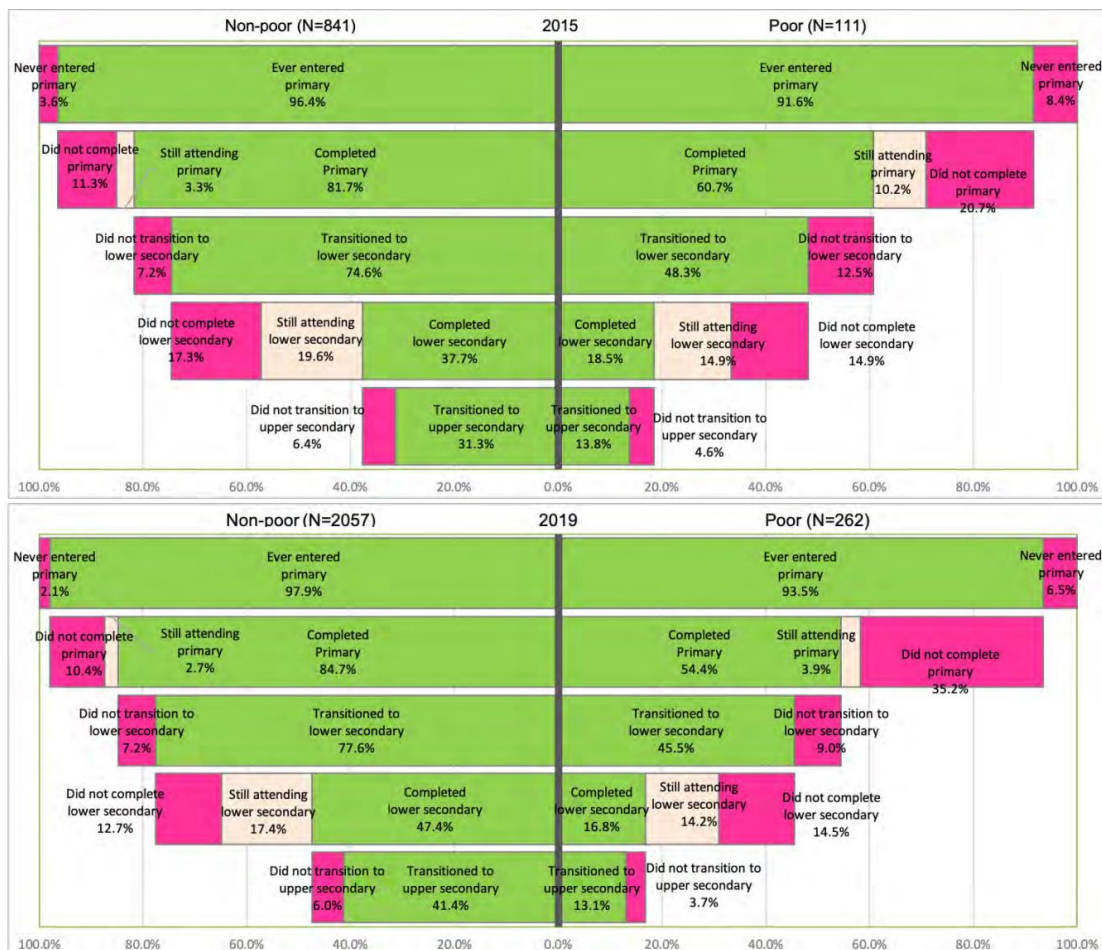 Non-poor (N=841) 2015 Poor (N=111)
Never entered primary 3.6%
Ever entered primary 96.4%
Ever entered primary 91.6%
Never entered primary 8.4%
Did not complete primary 11.3%
Still attending primary 3.3%
Completed Primary 81.7%
Completed Primary 60.7%
Still attending primary 10.2%
Did not complete primary 20.7%
Did not transition to lower secondary 7.2%
Transitioned to lower secondary 74.6%
Transitioned to lower secondary 48.3%
Did not transition to lower secondary 12.5%
Did not complete lower secondary 17.3%
Still attending lower secondary 19.6%
Completed lower secondary 37.7%
Completed lower secondary 18.5%
Still attending lower secondary 14.9%
Did not complete lower secondary 14.9%
Did not transition to upper secondary 6.4%
Transitioned to upper secondary 31.3%
Transitioned to upper secondary 13.8%
Did not transition to upper secondary 4.6%
100.0% 80.0% 60.0% 40.0% 20.0% 0.0% 20.0% 40.0% 60.0% 80.0% 100.0%
Non-poor (N=2057) 2019 Poor (N=262)
Never entered primary 2.1%
Ever entered primary 97.9%
Ever entered primary 93.5%
Never entered primary 6.5%
Did not complete primary 10.4%
Still attending primary 2.7%
Completed Primary 84.7%
Completed Primary 54.4%
Still attending primary 3.9%
Did not complete primary 35.2%
Did not transition to lower secondary 7.2%
Transitioned to lower secondary 77.6%
Transitioned to lower secondary 45.5%
Did not transition to lower secondary 9.0%
Did not complete lower secondary 12.7%
Still attending lower secondary 17.4%
Completed lower secondary 47.4%
Completed lower secondary 16.8%
Still attending lower secondary 14.2%
Did not complete lower secondary 14.5%
Did not transition to upper secondary 6.0%
Transitioned to upper secondary 41.4%
Transitioned to upper secondary 13.1%
Did not transition to upper secondary 3.7%
100.0% 80.0% 60.0% 40.0% 20.0% 0.0% 20.0% 40.0% 60.0% 80.0% 100.0%